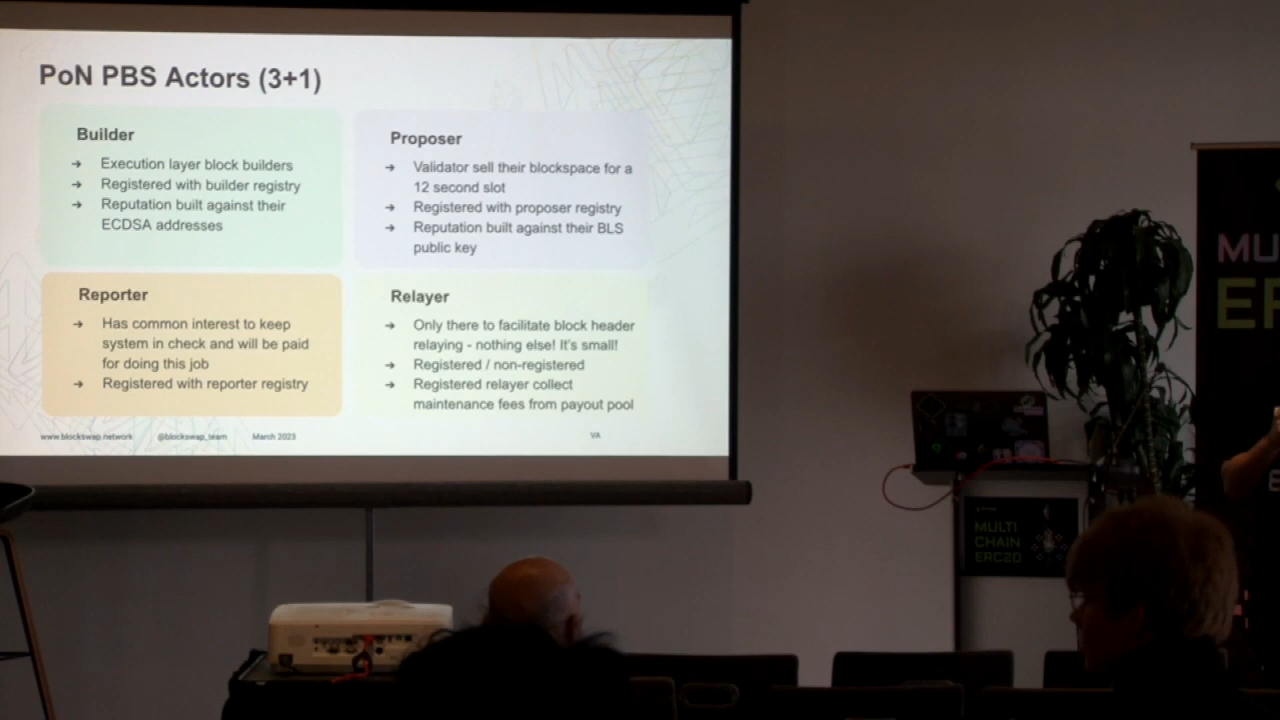 PoN PBS Actors (3+1)
Builder
➔ Execution layer block builders
➔ Registered with builder registry
➔ Reputation built against their
ECDSA addresses
Proposer
➔ Validator sell their blockspace for a
12 second slot
➔ Registered with proposer registry
➔ Reputation built against their BLS
public key
Reporter
➔ Has common interest to keep
system in check and will be paid
for doing this job
➔ Registered with reporter registry
Relayer
➔ Only there to facilitate block header
relaying - nothing else! It's small!
➔ Registered / non-registered
➔ Registered relayer collect
maintenance fees from payout pool
www.blockswap.network @blockswap_team March 2023 VA
MULTI
CHAIN
ERC20
MU